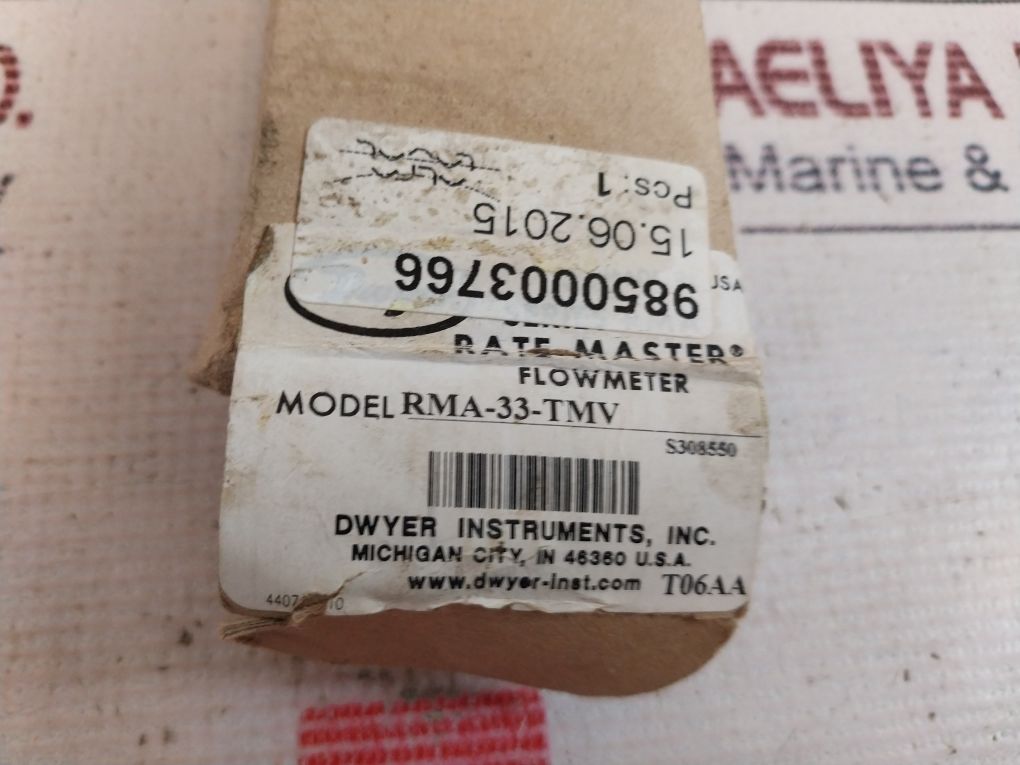 AELIYA
Marine &
Pcs: 1
15.06.2015
9850003766
USA
RATE MASTER®
FLOWMETER
MODEL RMA-33-TMV
S308550
DWYER INSTRUMENTS, INC.
MICHIGAN CITY, IN 46360 U.S.A.
www.dwyer-inst.com T06AA